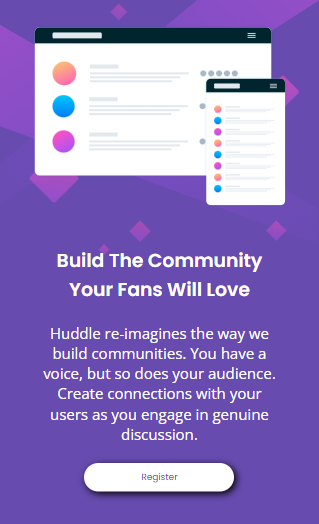 Build The Community
Your Fans Will Love
Huddle re-imagines the way we
build communities. You have a
voice, but so does your audience.
Create connections with your
users as you engage in genuine
discussion.
Register